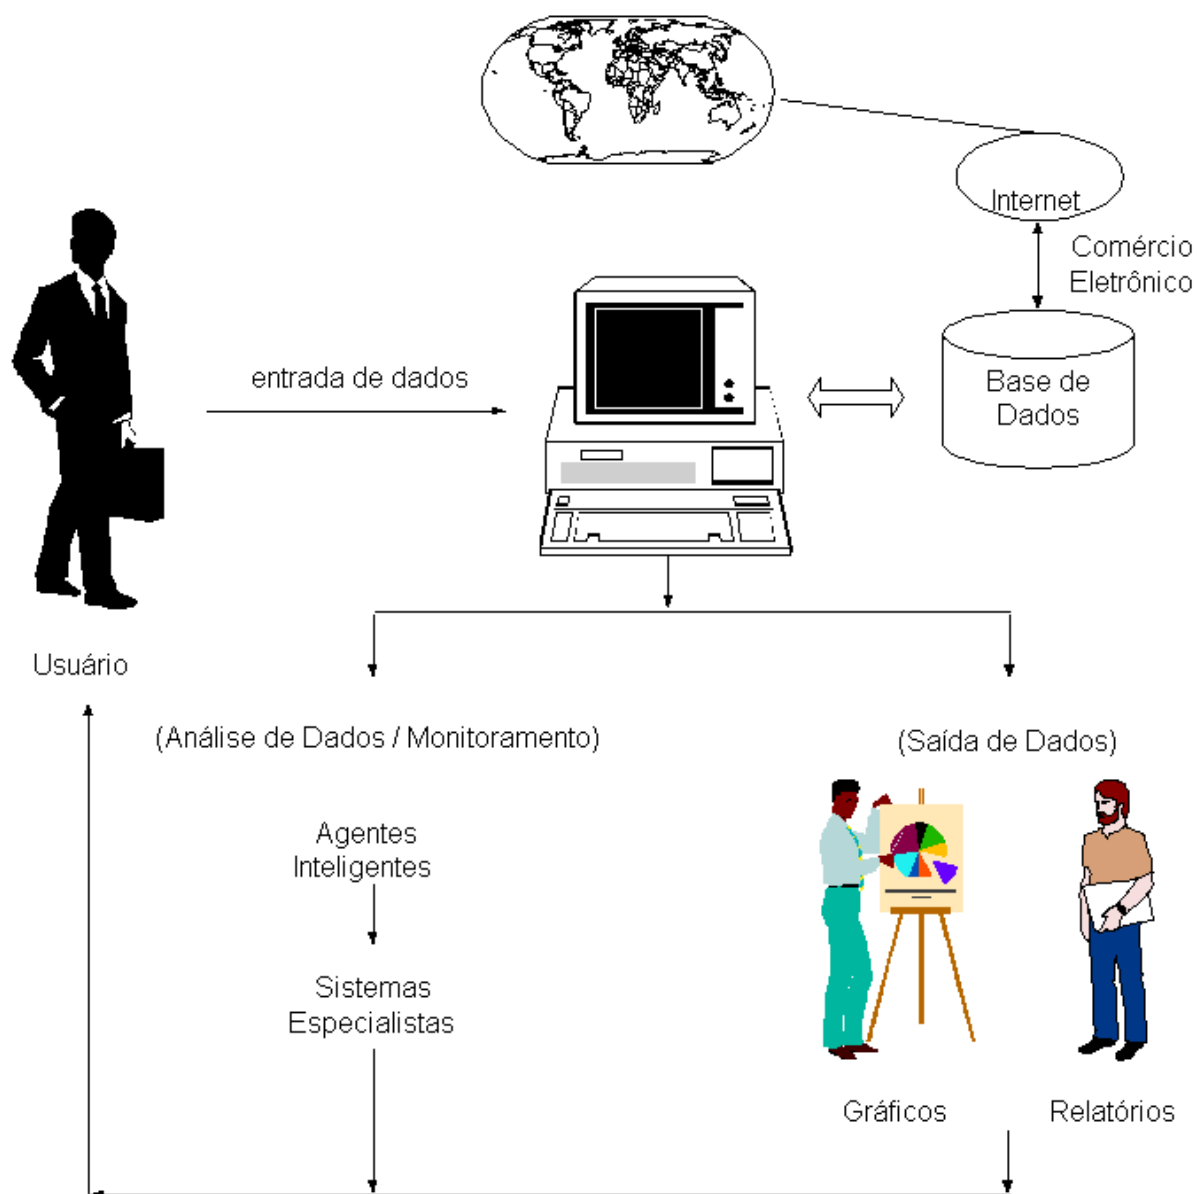 Internet
Comércio
Eletrônico
entrada de dados
Base de
Dados
Usuário
(Análise de Dados / Monitoramento)
(Saída de Dados)
Agentes
Inteligentes
Sistemas
Especialistas
Gráficos
Relatórios